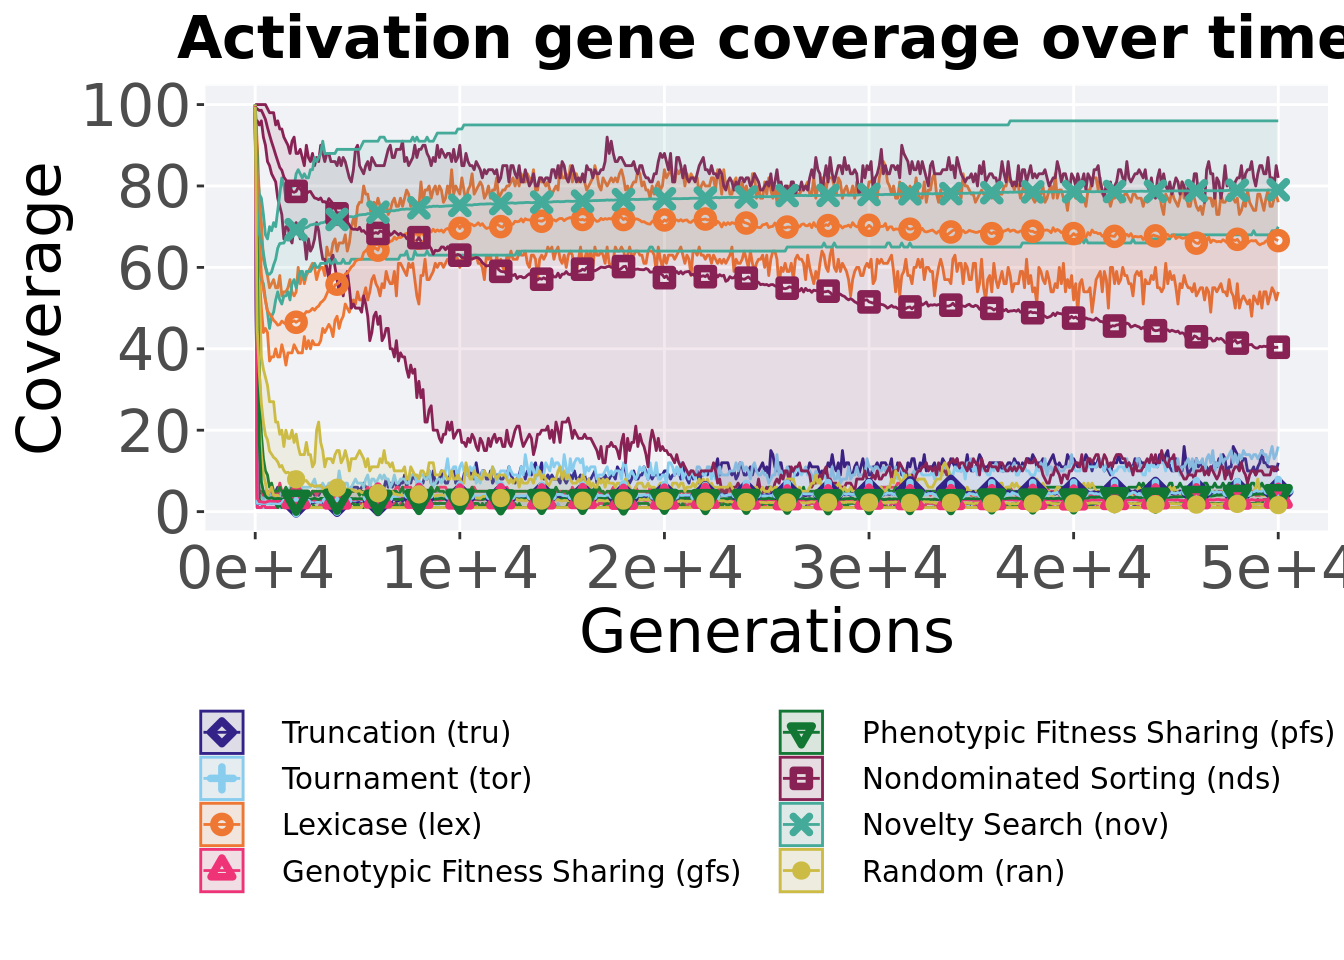 Activation gene coverage over time
Coverage
100
80
60
40
20
0
0e+4 1e+4 2e+4 3e+4 4e+4 5e+4
Generations
Truncation (tru)
Tournament (tor)
Lexicase (lex)
Genotypic Fitness Sharing (gfs)
Phenotypic Fitness Sharing (pfs)
Nondominated Sorting (nds)
Novelty Search (nov)
Random (ran)